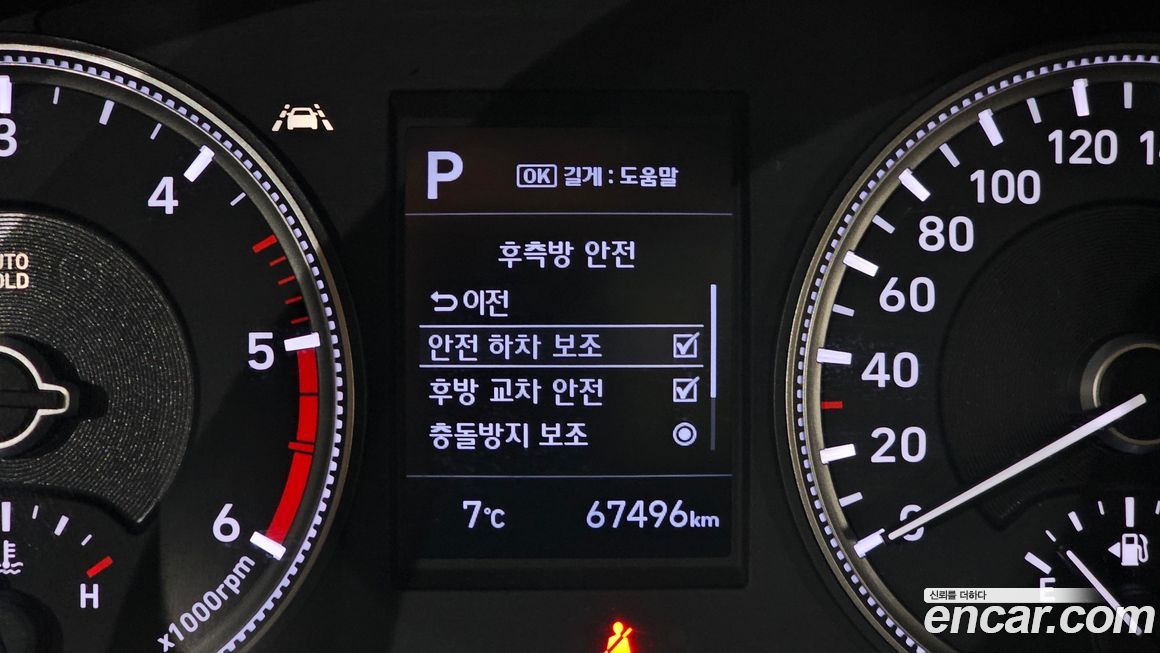 3
4
5
6
x1000rpm
H
P
OK 길게 : 도움말
후측방 안전
이전
안전 하차 보조
후방 교차 안전
충돌방지 보조
7°C
67496km
120
100
80
60
40
20
0
E
신뢰를 더하다
encar.com